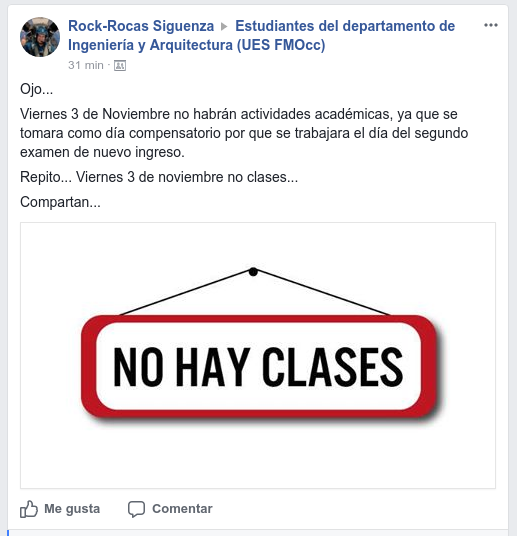 Rock-Rocas Siguenza ▶ Estudiantes del departamento de
Ingeniería y Arquitectura (UES FMOcc)
31 min ·
Ojo...
Viernes 3 de Noviembre no habrán actividades académicas, ya que se
tomara como día compensatorio por que se trabajara el día del segundo
examen de nuevo ingreso.
Repito... Viernes 3 de noviembre no clases...
Compartan...
NO HAY CLASES
Me gusta Comentar